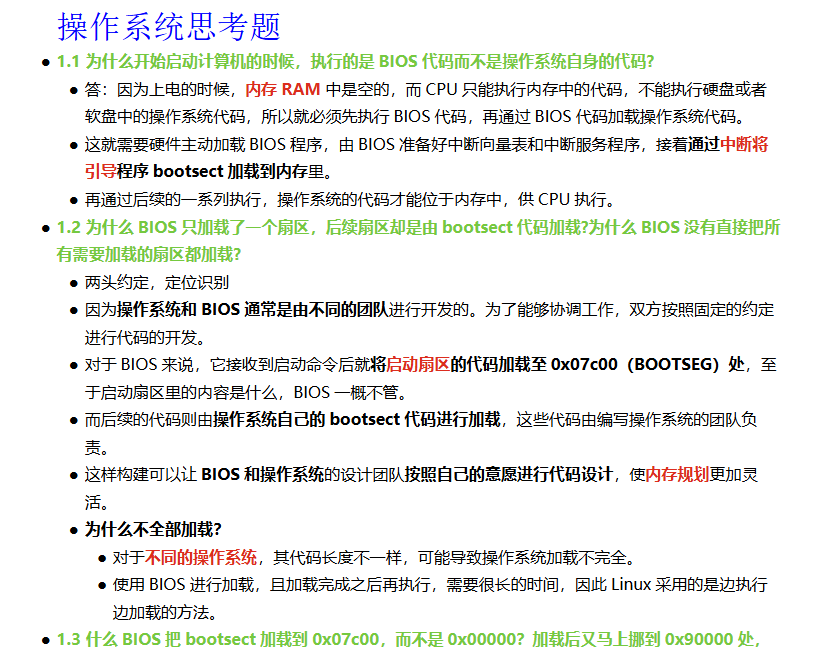 操作系统思考题
1.1 为什么开始启动计算机的时候，执行的是 BIOS 代码而不是操作系统自身的代码?
答：因为上电的时候，内存 RAM 中是空的，而 CPU 只能执行内存中的代码，不能执行硬盘或者
软盘中的操作系统代码，所以就必须先执行 BIOS 代码，再通过 BIOS 代码加载操作系统代码。
这就需要硬件主动加载 BIOS 程序，由 BIOS 准备好中断向量表和中断服务程序，接着通过中断将
引导程序 bootsect 加载到内存里。
再通过后续的一系列执行，操作系统的代码才能位于内存中，供 CPU 执行。
1.2 为什么 BIOS 只加载了一个扇区，后续扇区却是由 bootsect 代码加载?为什么 BIOS 没有直接把所
有需要加载的扇区都加载?
两头约定，定位识别
因为操作系统和 BIOS 通常是由不同的团队进行开发的。为了能够协调工作，双方按照固定的约定
进行代码的开发。
对于 BIOS 来说，它接收到启动命令后就将启动扇区的代码加载至 0x07c00（BOOTSEG）处，至
于启动扇区里的内容是什么，BIOS 一概不管。
而后续的代码则由操作系统自己的 bootsect 代码进行加载，这些代码由编写操作系统的团队负
责。
这样构建可以让 BIOS 和操作系统的设计团队按照自己的意愿进行代码设计，使内存规划更加灵
活。
为什么不全部加载?
对于不同的操作系统，其代码长度不一样，可能导致操作系统加载不完全。
使用 BIOS 进行加载，且加载完成之后再执行，需要很长的时间，因此 Linux 采用的是边执行
边加载的方法。
1.3 什么 BIOS 把 bootsect 加载到 0x07c00，而不是 0x00000？加载后又马上挪到 0x90000 处，